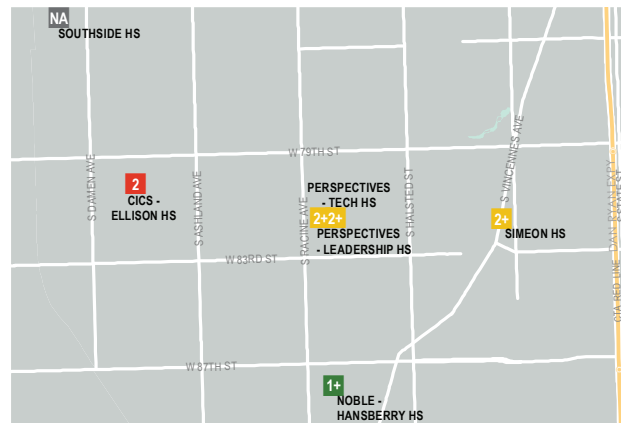 NA
SOUTHSIDE HS
W 79TH ST
S DAMEN AVE
S ASHLAND AVE
2
CICS -
ELLISON HS
PERSPECTIVES
- TECH HS
2+2+
PERSPECTIVES
- LEADERSHIP HS
S RACINE AVE
S HALSTED ST
S VINCENNES AVE
2+
SIMEON HS
CTA RED LINE
DAN RYAN EXPY
S STATE ST
W 83RD ST
W 87TH ST
1+
NOBLE -
HANSBERRY HS